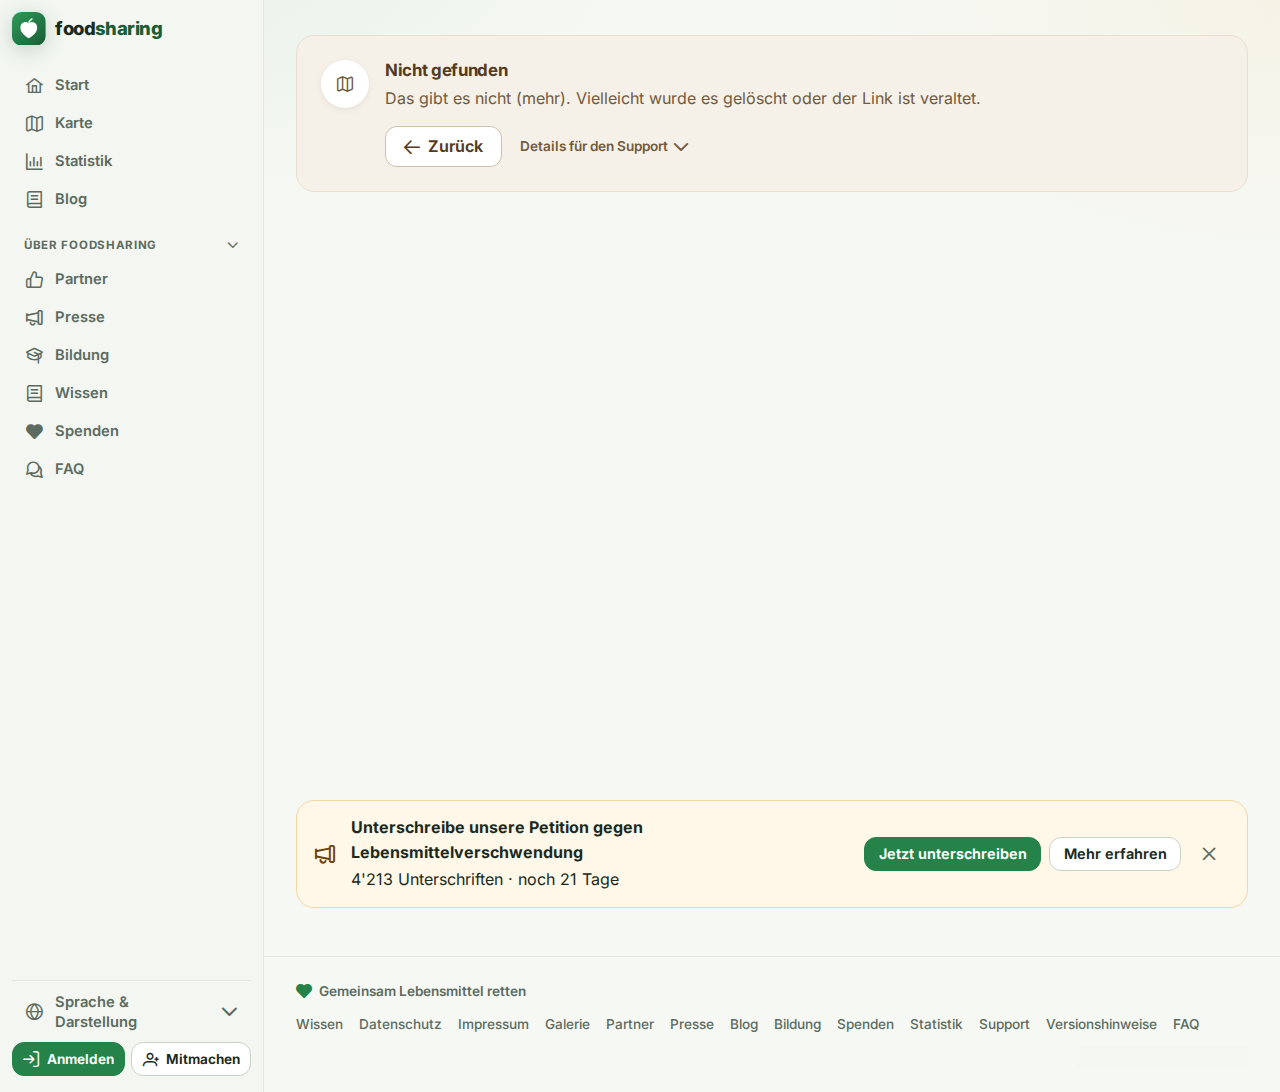 foodsharing
Start
Karte
Statistik
Blog
ÜBER FOODSHARING
Partner
Presse
Bildung
Wissen
Spenden
FAQ
Sprache &
Darstellung
Anmelden
Mitmachen
Nicht gefunden
Das gibt es nicht (mehr). Vielleicht wurde es gelöscht oder der Link ist veraltet.
Zurück
Details für den Support
Unterschreibe unsere Petition gegen
Lebensmittelverschwendung
4'213 Unterschriften · noch 21 Tage
Jetzt unterschreiben
Mehr erfahren
Gemeinsam Lebensmittel retten
Wissen Datenschutz Impressum Galerie Partner Presse Blog Bildung Spenden Statistik Support Versionshinweise FAQ